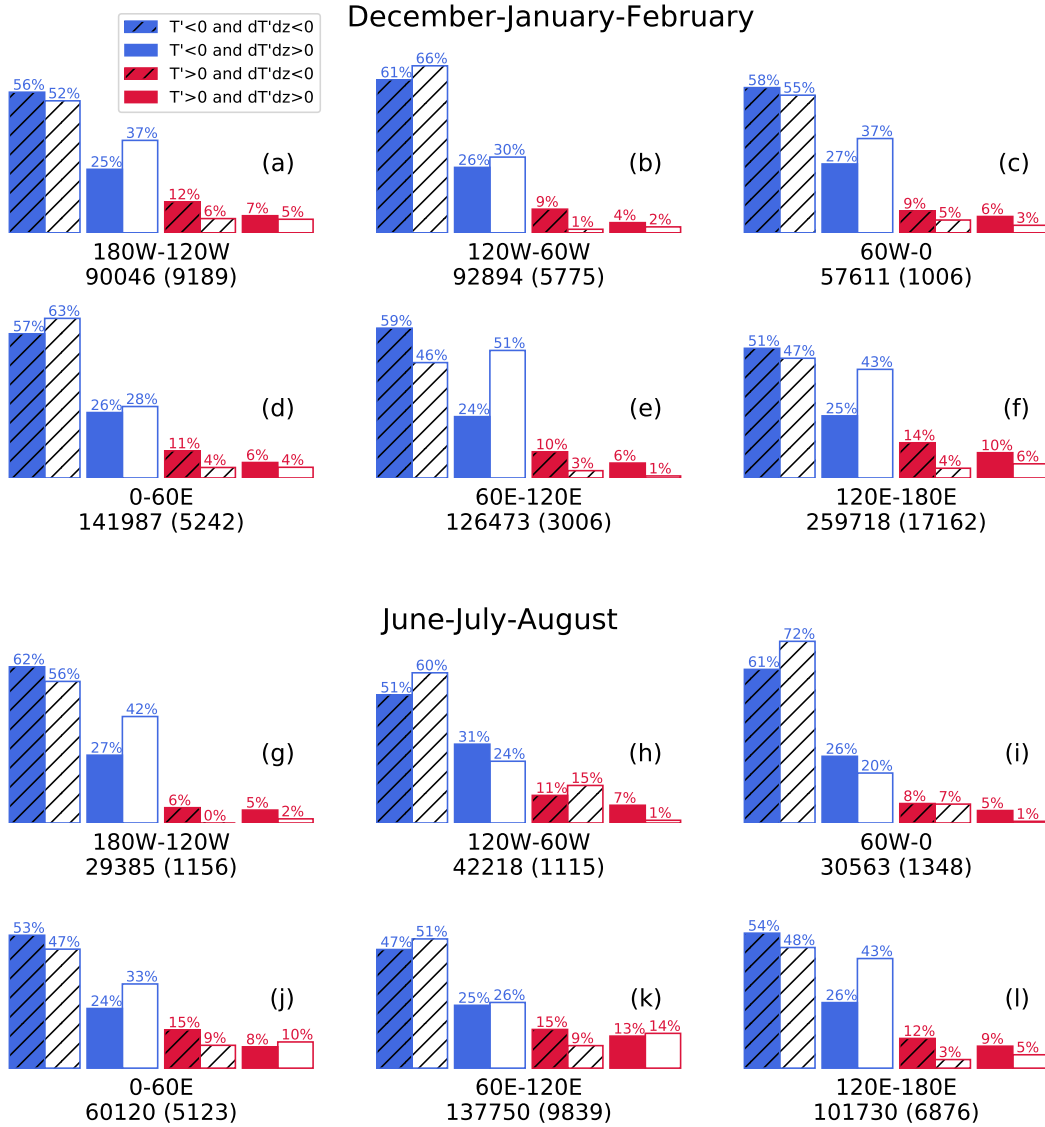 December-January-February
T'<0 and dT'dz<0
T'<0 and dT'dz>0
T'>0 and dT'dz<0
T'>0 and dT'dz>0
56% 52% 25% 37% 12% 6% 7% 5%
(a)
180W-120W
90046 (9189)
61% 66% 26% 30% 9% 1% 4% 2%
(b)
120W-60W
92894 (5775)
58% 55% 27% 37% 9% 5% 6% 3%
(c)
60W-0
57611 (1006)
57% 63% 26% 28% 11% 4% 6% 4%
(d)
0-60E
141987 (5242)
59% 46% 24% 51% 10% 3% 6% 1%
(e)
60E-120E
126473 (3006)
51% 47% 25% 43% 14% 4% 10% 6%
(f)
120E-180E
259718 (17162)
June-July-August
62% 56% 27% 42% 6% 0% 5% 2%
(g)
180W-120W
29385 (1156)
51% 60% 31% 24% 11% 15% 7% 1%
(h)
120W-60W
42218 (1115)
61% 72% 26% 20% 8% 7% 5% 1%
(i)
60W-0
30563 (1348)
53% 47% 24% 33% 15% 9% 8% 10%
(j)
0-60E
60120 (5123)
47% 51% 25% 26% 15% 9% 13% 14%
(k)
60E-120E
137750 (9839)
54% 48% 26% 43% 12% 3% 9% 5%
(l)
120E-180E
101730 (6876)